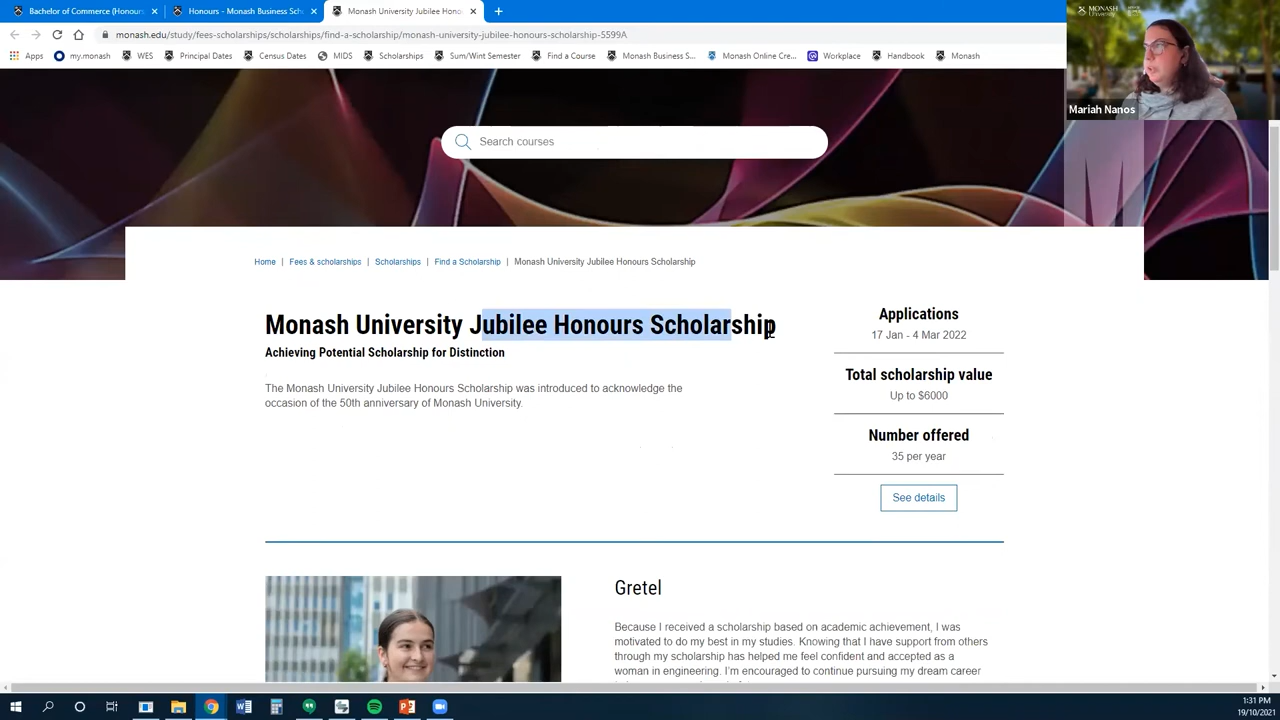 Bachelor of Commerce (Honours
Honours - Monash Business Sch
Monash University Jubilee Hono
monash.edu/study/fees-scholarships/scholarships/find-a-scholarship/monash-university-jubilee-honours-scholarship-5599A
Apps my.monash WES Principal Dates Census Dates MIDS Scholarships Sum/Wint Semester Find a Course Monash Business S... Monash Online Cre... Workplace Handbook Monash
MONASH University
Mariah Nanos
Search courses
Home | Fees & scholarships | Scholarships | Find a Scholarship | Monash University Jubilee Honours Scholarship
Monash University Jubilee Honours Scholarship
Achieving Potential Scholarship for Distinction
The Monash University Jubilee Honours Scholarship was introduced to acknowledge the
occasion of the 50th anniversary of Monash University.
Applications
17 Jan - 4 Mar 2022
Total scholarship value
Up to $6000
Number offered
35 per year
See details
Gretel
Because I received a scholarship based on academic achievement, I was
motivated to do my best in my studies. Knowing that I have support from others
through my scholarship has helped me feel confident and accepted as a
woman in engineering. I'm encouraged to continue pursuing my dream career
1:31 PM
19/10/2021